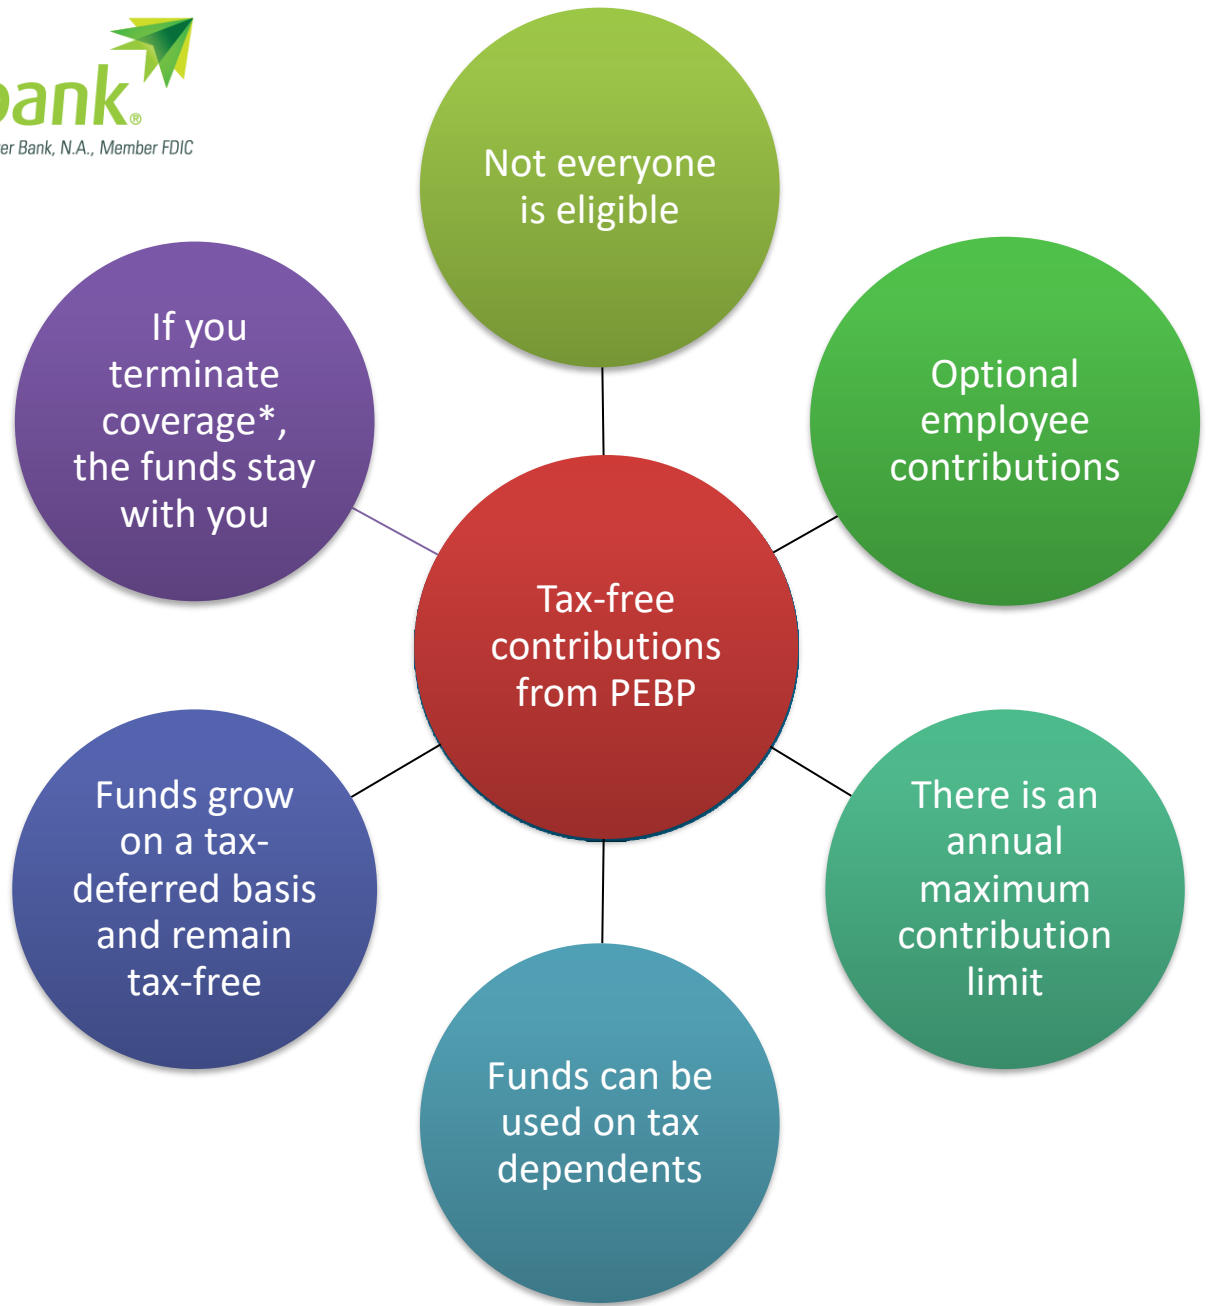 bank®
Bank, N.A., Member FDIC
Not everyone
is eligible
If you
terminate
coverage*,
the funds stay
with you
Optional
employee
contributions
Tax-free
contributions
from PEBP
Funds grow
on a tax-
deferred basis
and remain
tax-free
There is an
annual
maximum
contribution
limit
Funds can be
used on tax
dependents